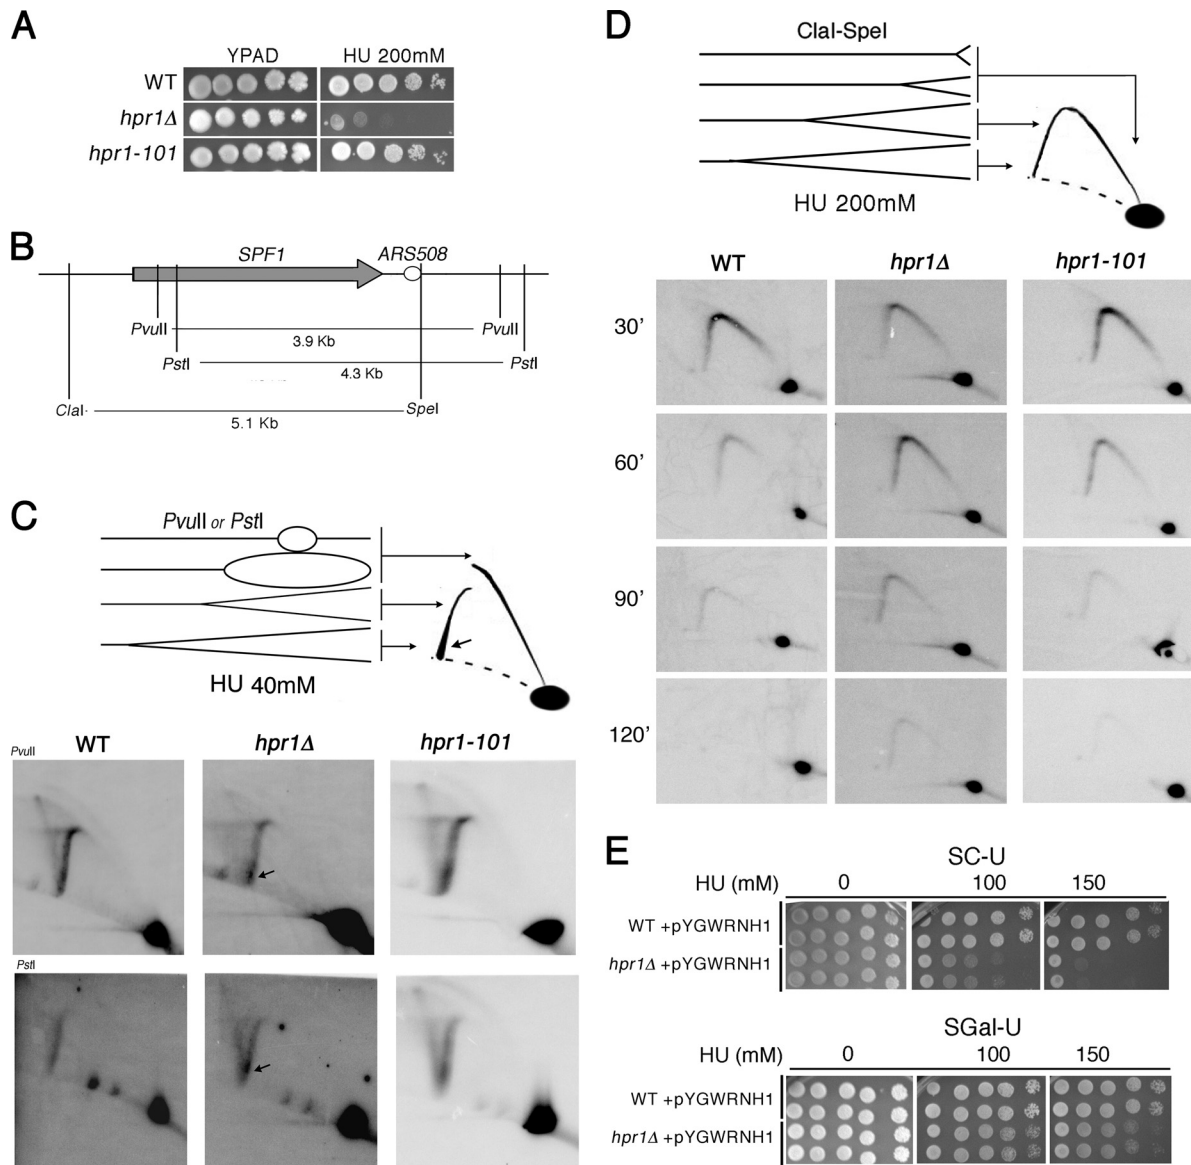 A
YPAD HU 200mM
WT
hpr1Δ
hpr1-101
B
SPF1 ARS508
PvuII PvuII
3.9 Kb
PstI PstI
4.3 Kb
ClaI SpeI
5.1 Kb
C
PvuII or PstI
HU 40mM
WT hpr1Δ hpr1-101
PvuII
PstI
D
ClaI-SpeI
HU 200mM
WT hpr1Δ hpr1-101
30'
60'
90'
120'
E
SC-U
HU (mM) 0 100 150
WT +pYGWRNH1
hpr1Δ +pYGWRNH1
SGal-U
HU (mM) 0 100 150
WT +pYGWRNH1
hpr1Δ +pYGWRNH1